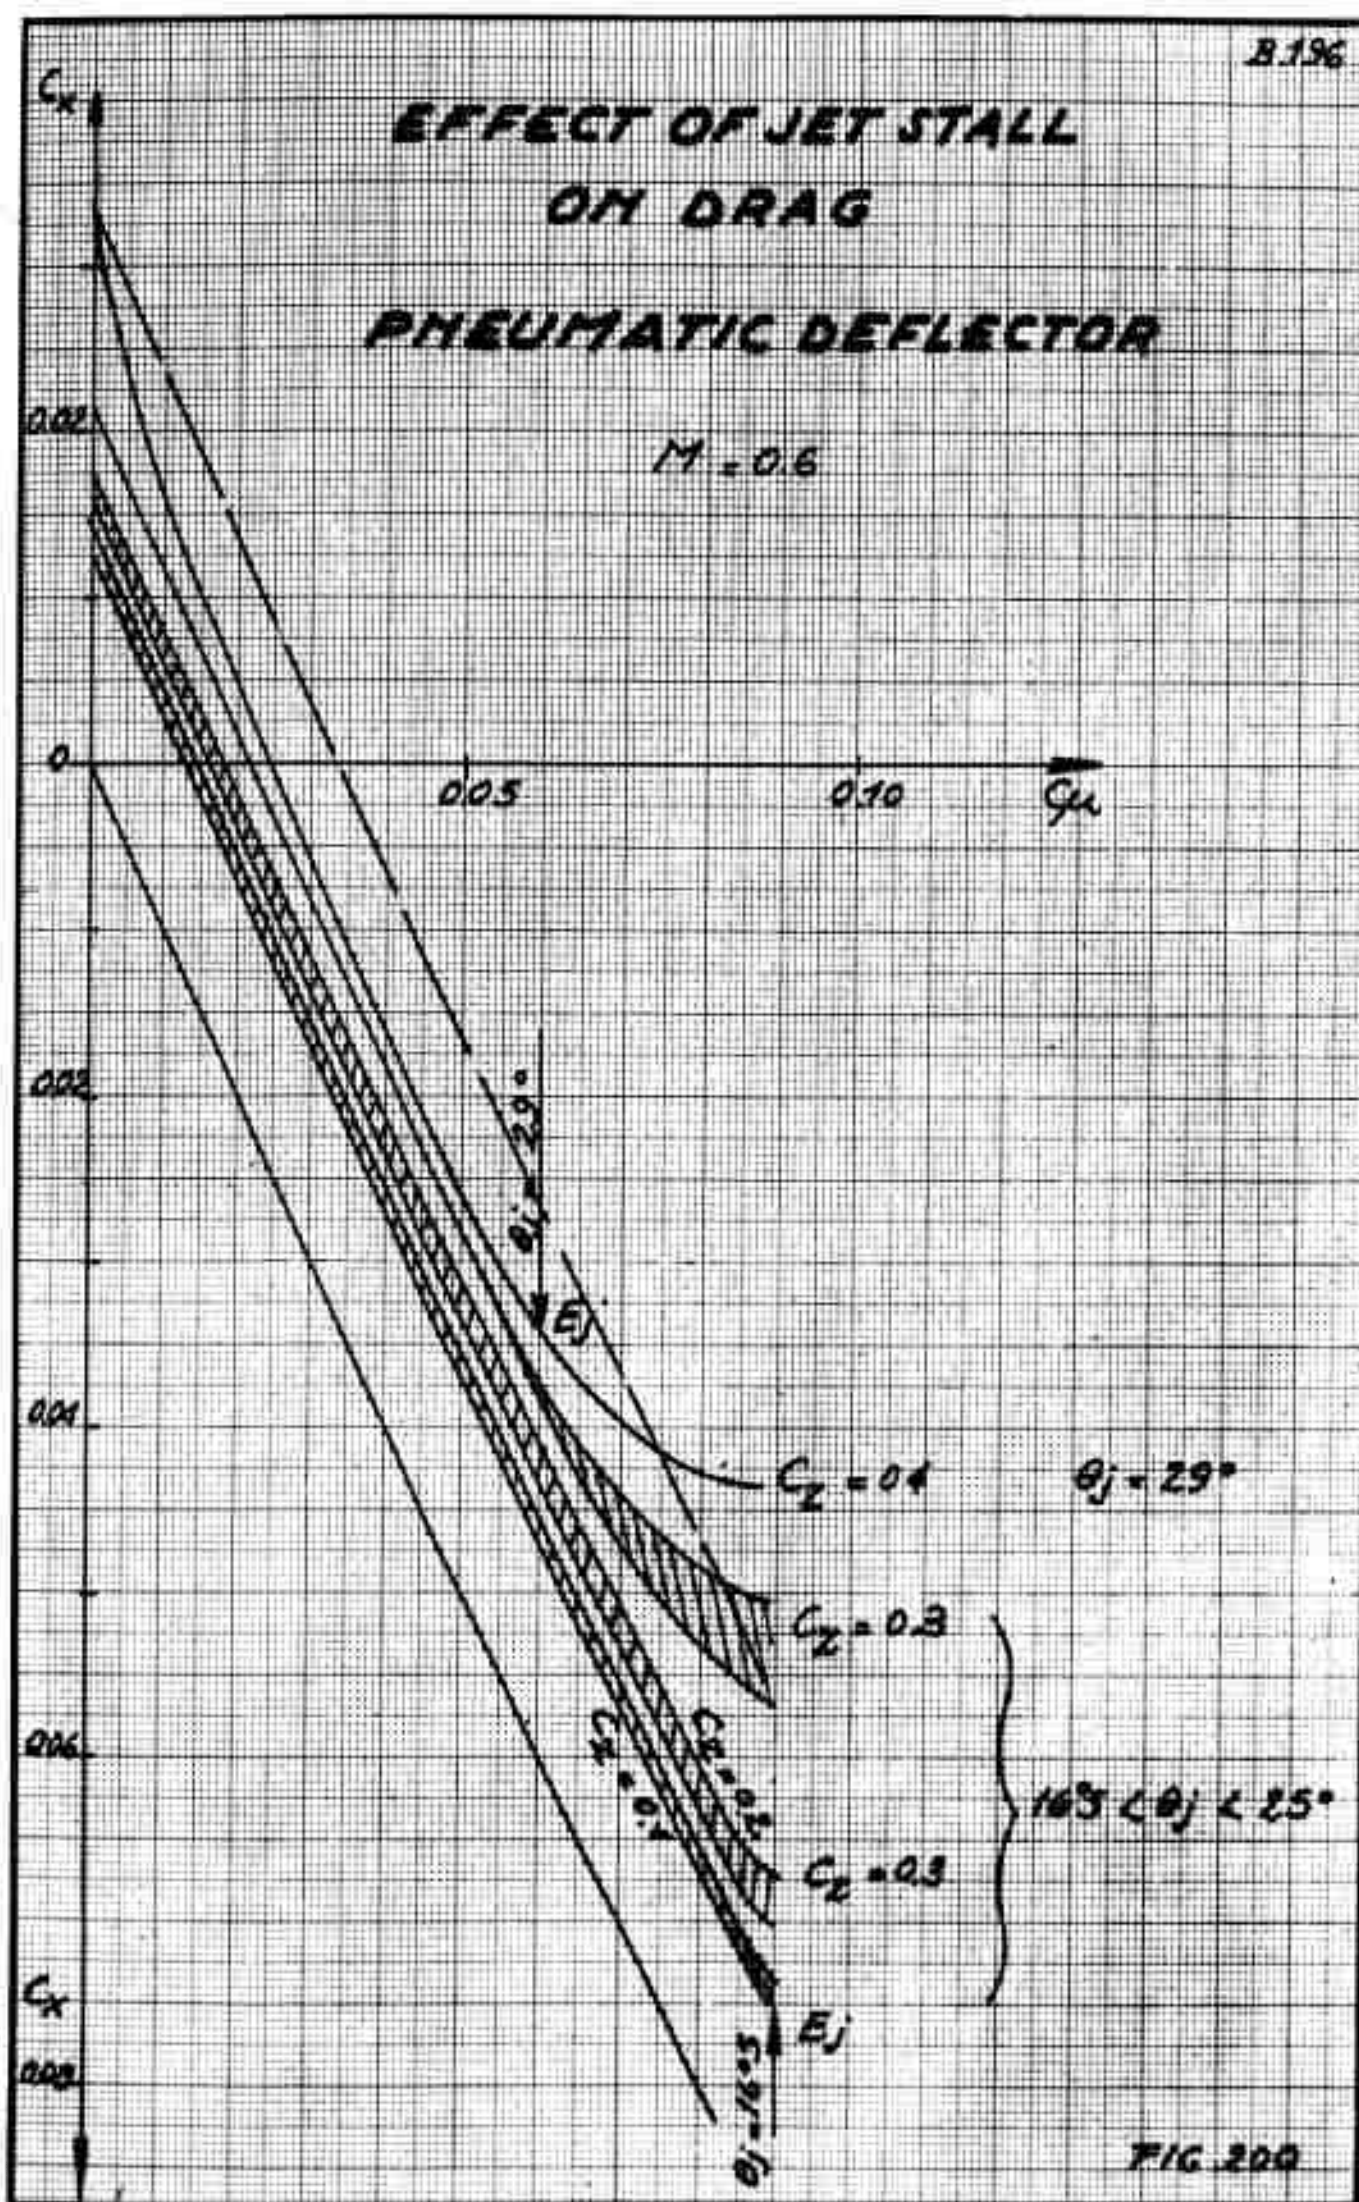 B.196
Cx
EFFECT OF JET STALL
ON DRAG
PNEUMATIC DEFLECTOR
0.02
M = 0.6
0
0.05
0.10
Cμ
0.02
θj = 29°
Ej
0.04
Cz = 0.4
θj = 29°
Cz = 0.3
Cz = 0.2
Cz = 0.1
0.06
16°5 < θj < 25°
Cz = 0.3
Cx
Ej
0.08
θj = 16°5
FIG 200